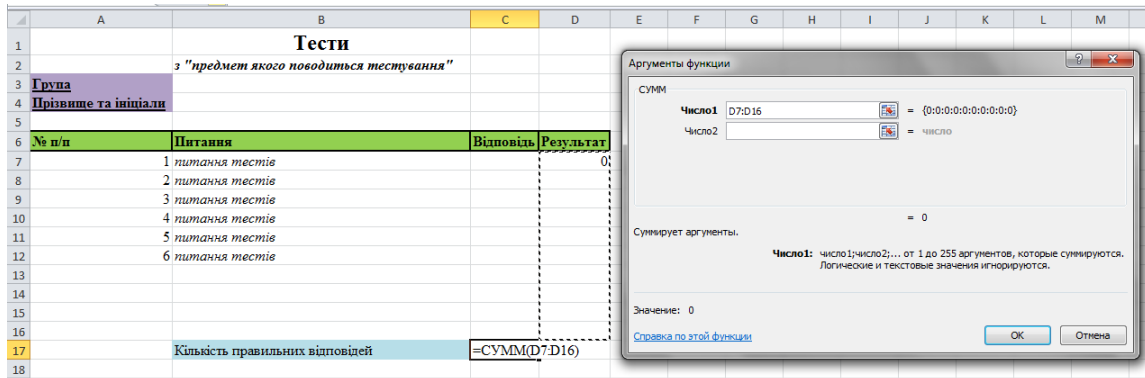 A B C D E F G H I J K L M
1 Тести
2 з "предмет якого поводиться тестування"
3 Група
4 Прізвище та ініціали
5
6 № п/п Питання Відповідь Результат
7 1 питання тестів 0
8 2 питання тестів
9 3 питання тестів
10 4 питання тестів
11 5 питання тестів
12 6 питання тестів
13
14
15
16
17 Кількість правильних відповідей =СУММ(D7:D16)
18
Аргументы функции
СУММ
Число1 D7:D16 = {0:0:0:0:0:0:0:0:0:0}
Число2 = число
= 0
Суммирует аргументы.
Число1: число1;число2;... от 1 до 255 аргументов, которые суммируются.
Логические и текстовые значения игнорируются.
Значение: 0
Справка по этой функции ОК Отмена